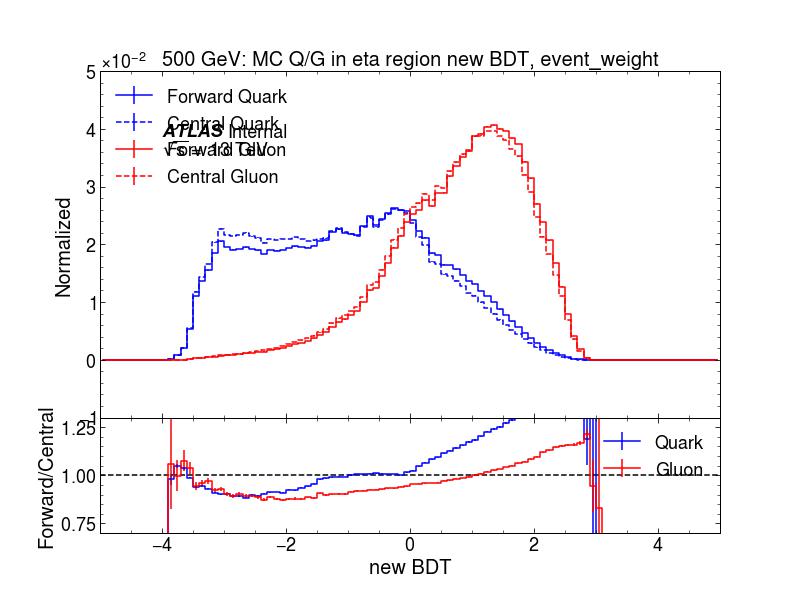 ×10⁻² 500 GeV: MC Q/G in eta region new BDT, event_weight
Forward Quark
Central Quark
ATLAS Internal
Forward Gluon
√s = 13 TeV
Central Gluon
Normalized
5
4
3
2
1
0
−1
Forward/Central
1.25
1.00
0.75
Quark
Gluon
−4 −2 0 2 4
new BDT